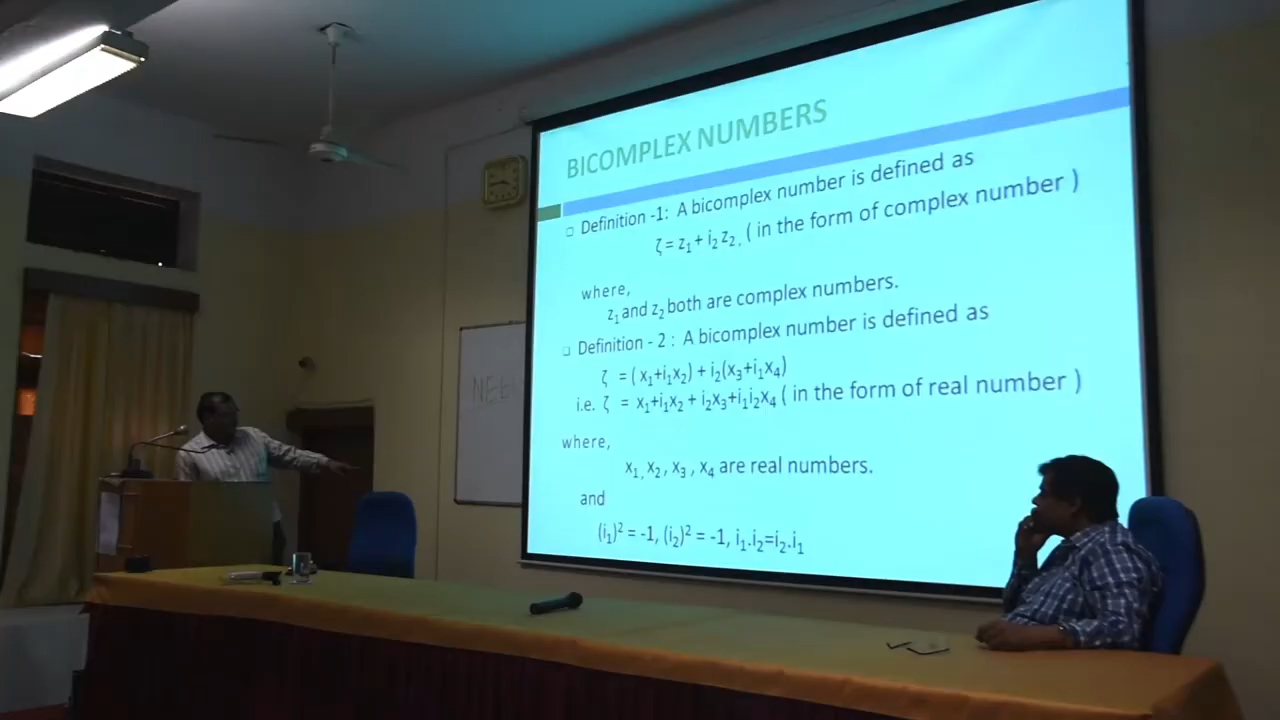 BICOMPLEX NUMBERS
Definition -1: A bicomplex number is defined as
ζ = z₁ + i₂ z₂ , ( in the form of complex number )
where,
z₁ and z₂ both are complex numbers.
Definition - 2 : A bicomplex number is defined as
ζ = ( x₁+i₁x₂) + i₂(x₃+i₁x₄)
i.e. ζ = x₁+i₁x₂ + i₂x₃+i₁i₂x₄ ( in the form of real number )
where,
x₁ , x₂ , x₃ , x₄ are real numbers.
and
(i₁)² = -1, (i₂)² = -1, i₁.i₂=i₂.i₁